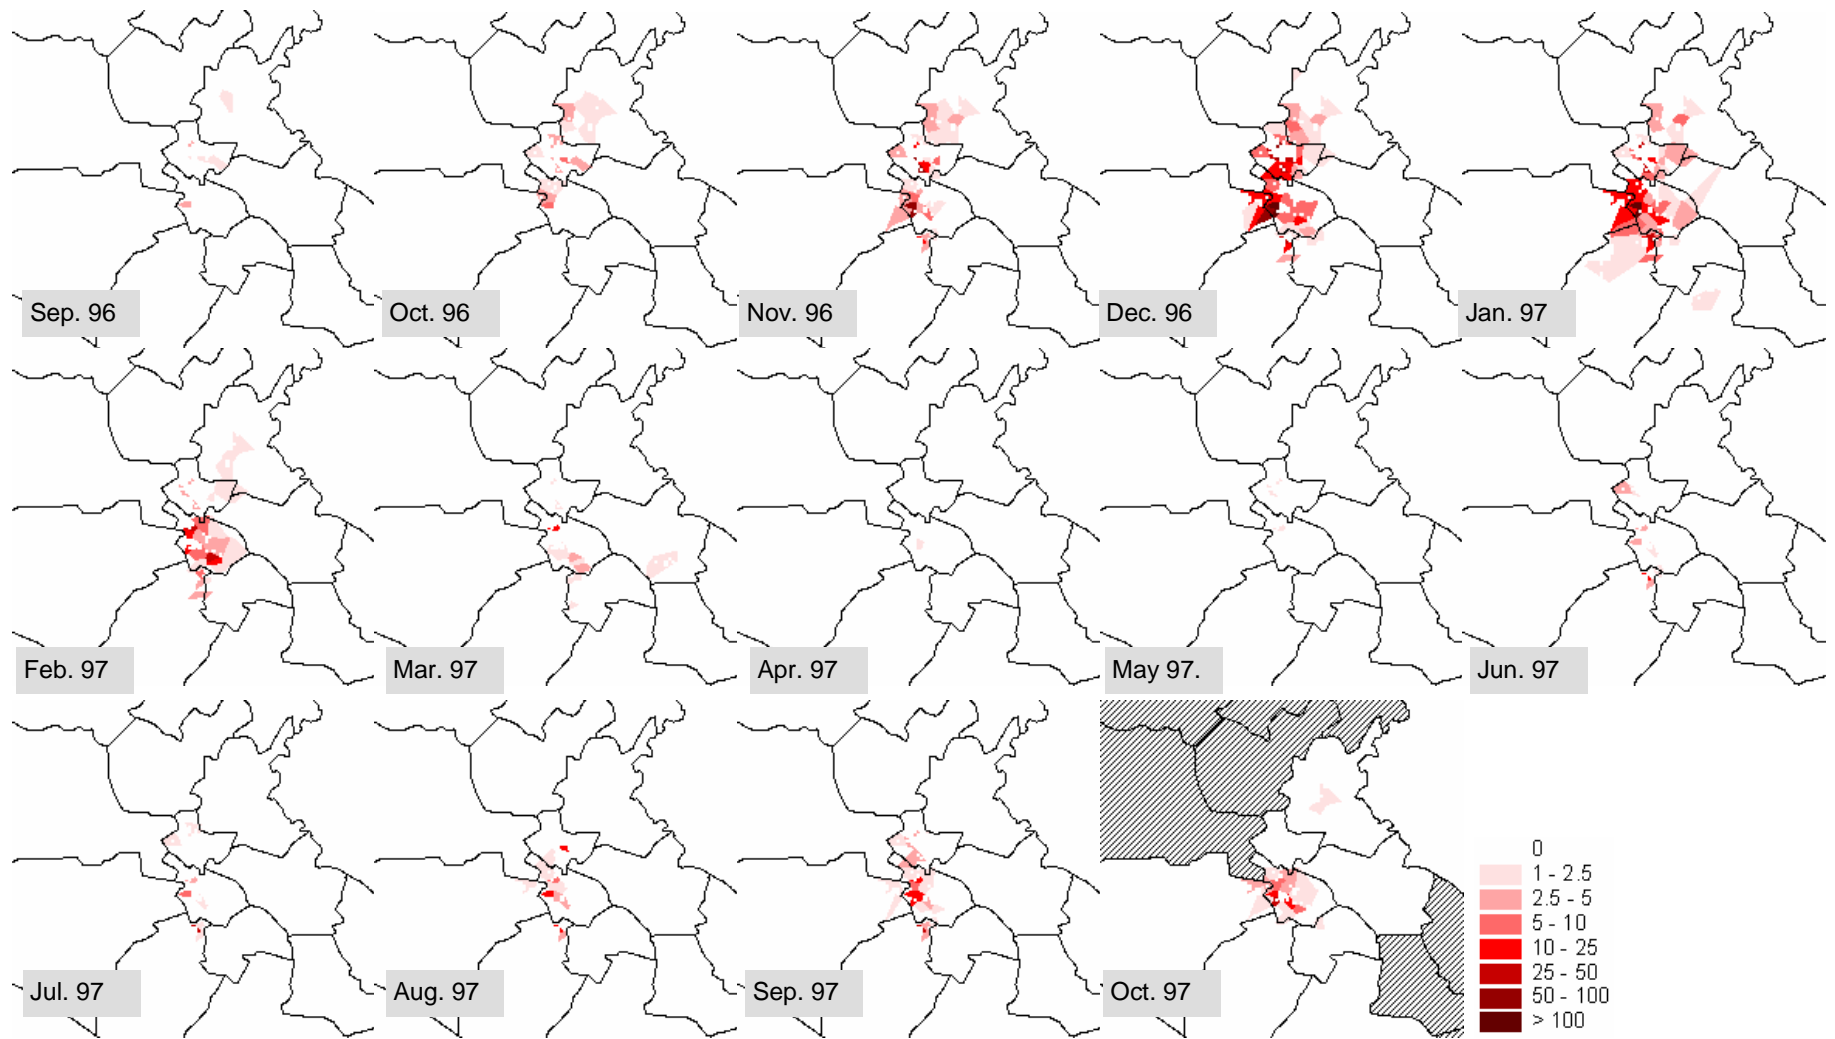 Sep. 96
Oct. 96
Nov. 96
Dec. 96
Jan. 97
Feb. 97
Mar. 97
Apr. 97
May 97.
Jun. 97
Jul. 97
Aug. 97
Sep. 97
Oct. 97
0
1 - 2.5
2.5 - 5
5 - 10
10 - 25
25 - 50
50 - 100
> 100